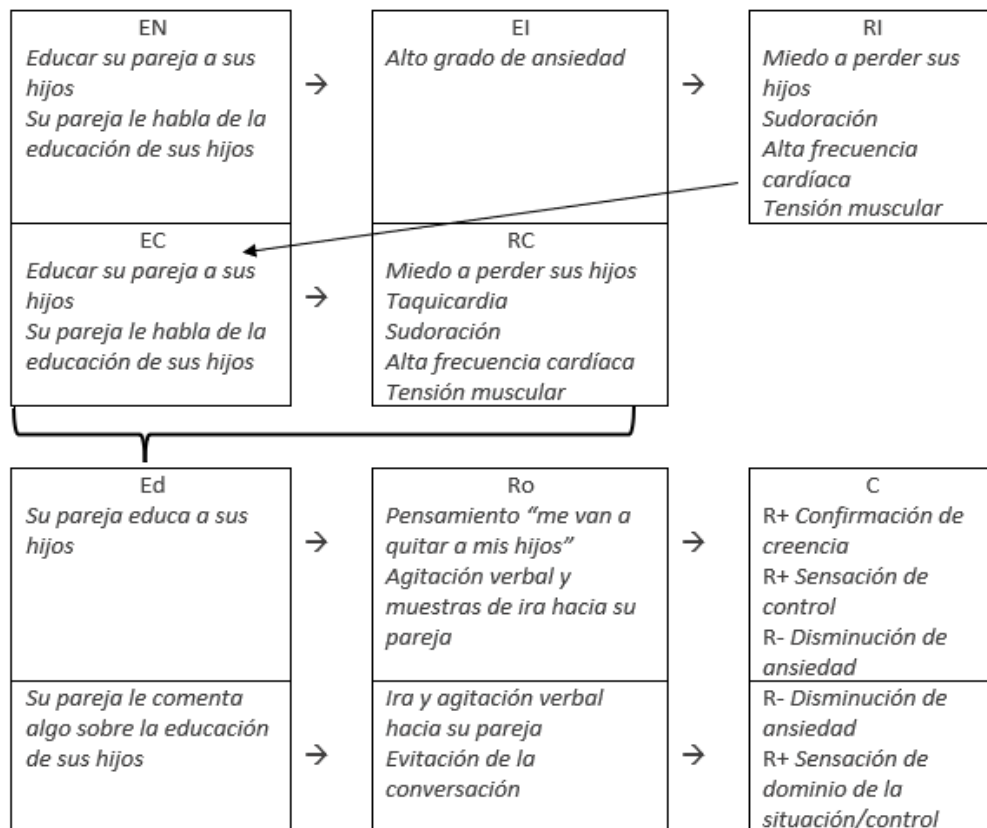 EN
Educar su pareja a sus
hijos
Su pareja le habla de la
educación de sus hijos
→
EI
Alto grado de ansiedad
→
RI
Miedo a perder sus
hijos
Sudoración
Alta frecuencia
cardíaca
Tensión muscular
EC
Educar su pareja a sus
hijos
Su pareja le habla de la
educación de sus hijos
→
RC
Miedo a perder sus hijos
Taquicardia
Sudoración
Alta frecuencia cardíaca
Tensión muscular
Ed
Su pareja educa a sus
hijos
→
Ro
Pensamiento “me van a
quitar a mis hijos”
Agitación verbal y
muestras de ira hacia su
pareja
→
C
R+ Confirmación de
creencia
R+ Sensación de
control
R- Disminución de
ansiedad
Su pareja le comenta
algo sobre la educación
de sus hijos
→
Ira y agitación verbal
hacia su pareja
Evitación de la
conversación
→
R- Disminución de
ansiedad
R+ Sensación de
dominio de la
situación/control